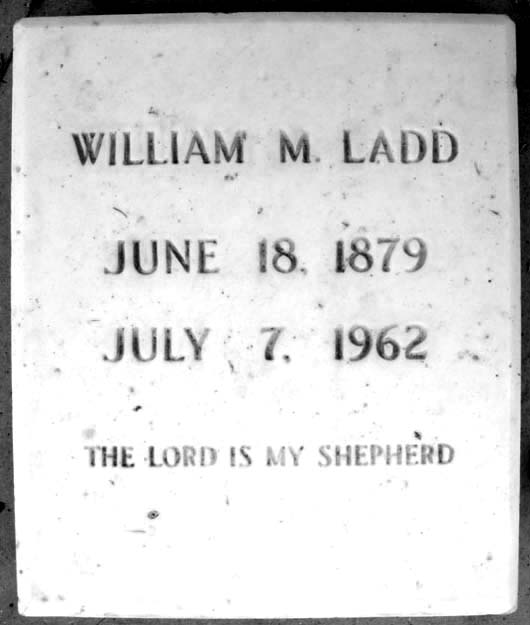 WILLIAM M. LADD
JUNE 18, 1879
JULY 7, 1962
THE LORD IS MY SHEPHERD